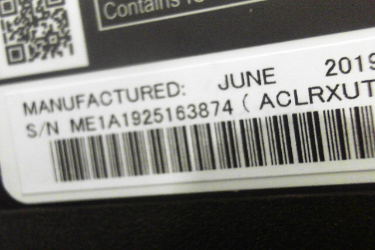 Contains
MANUFACTURED: JUNE 2019
S/N ME1A1925163874 ( ACLRXUT